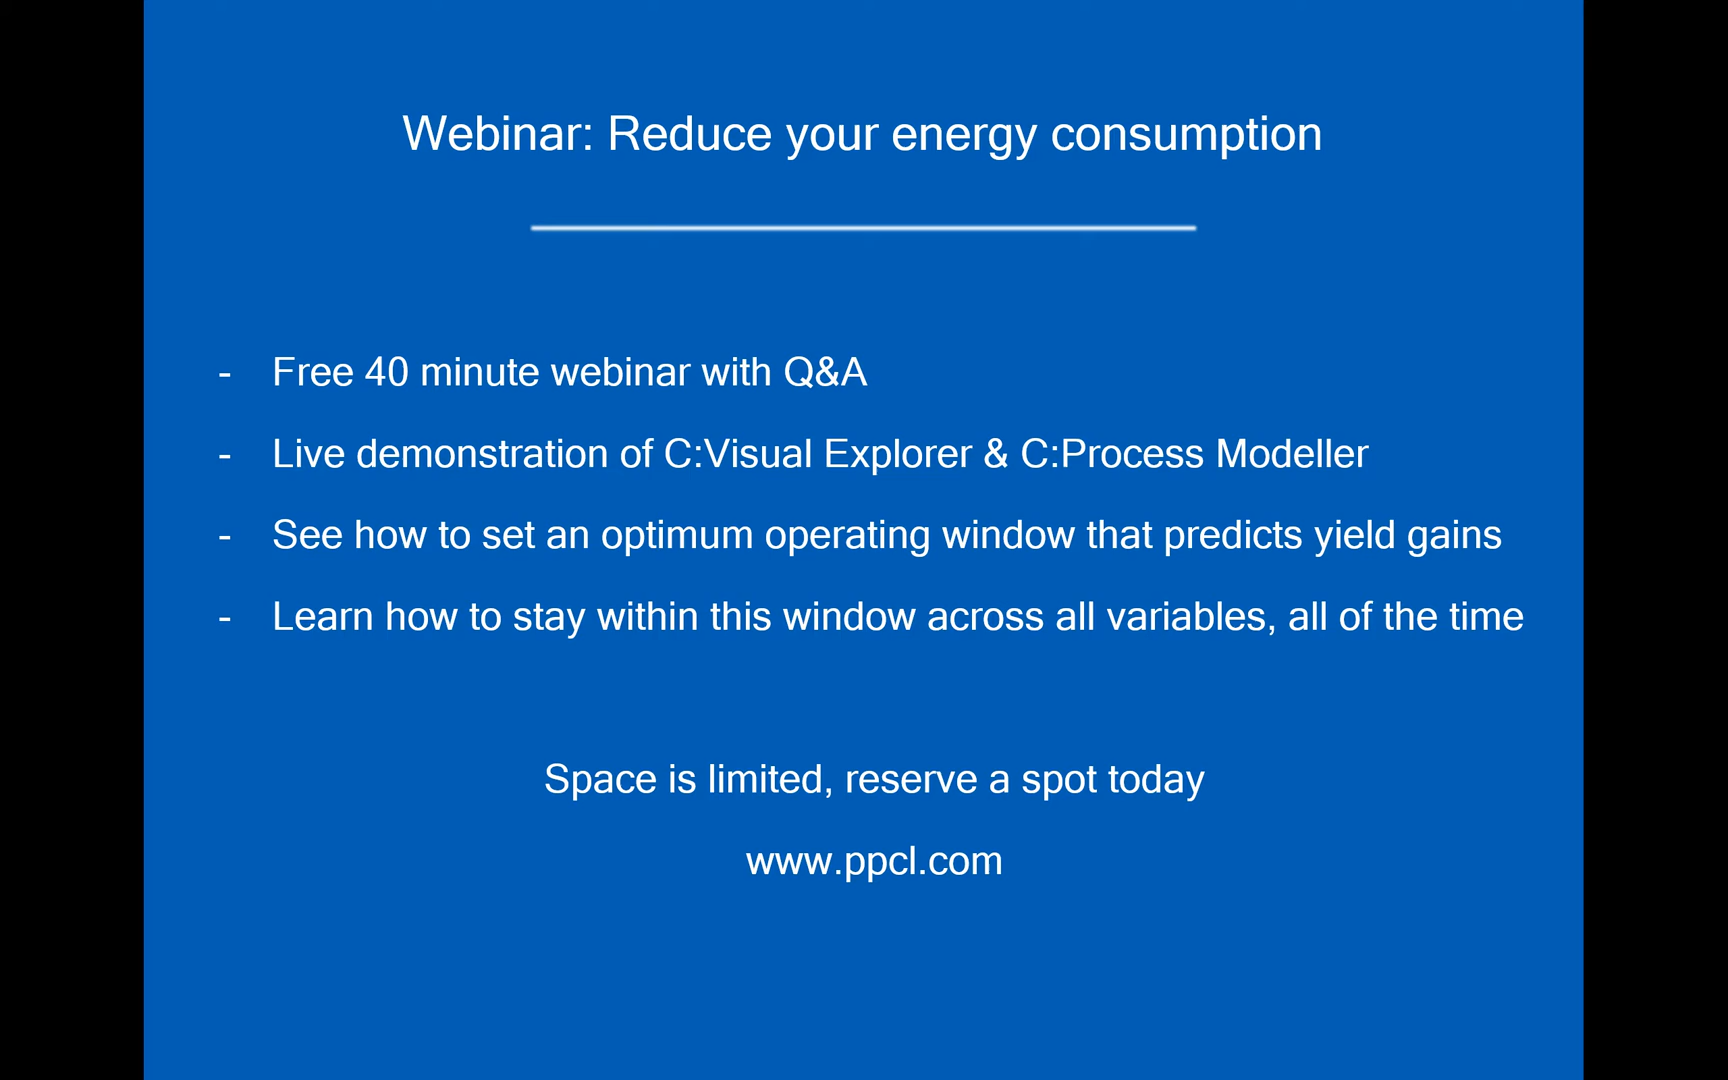 Webinar: Reduce your energy consumption
- Free 40 minute webinar with Q&A
- Live demonstration of C:Visual Explorer & C:Process Modeller
- See how to set an optimum operating window that predicts yield gains
- Learn how to stay within this window across all variables, all of the time
Space is limited, reserve a spot today
www.ppcl.com